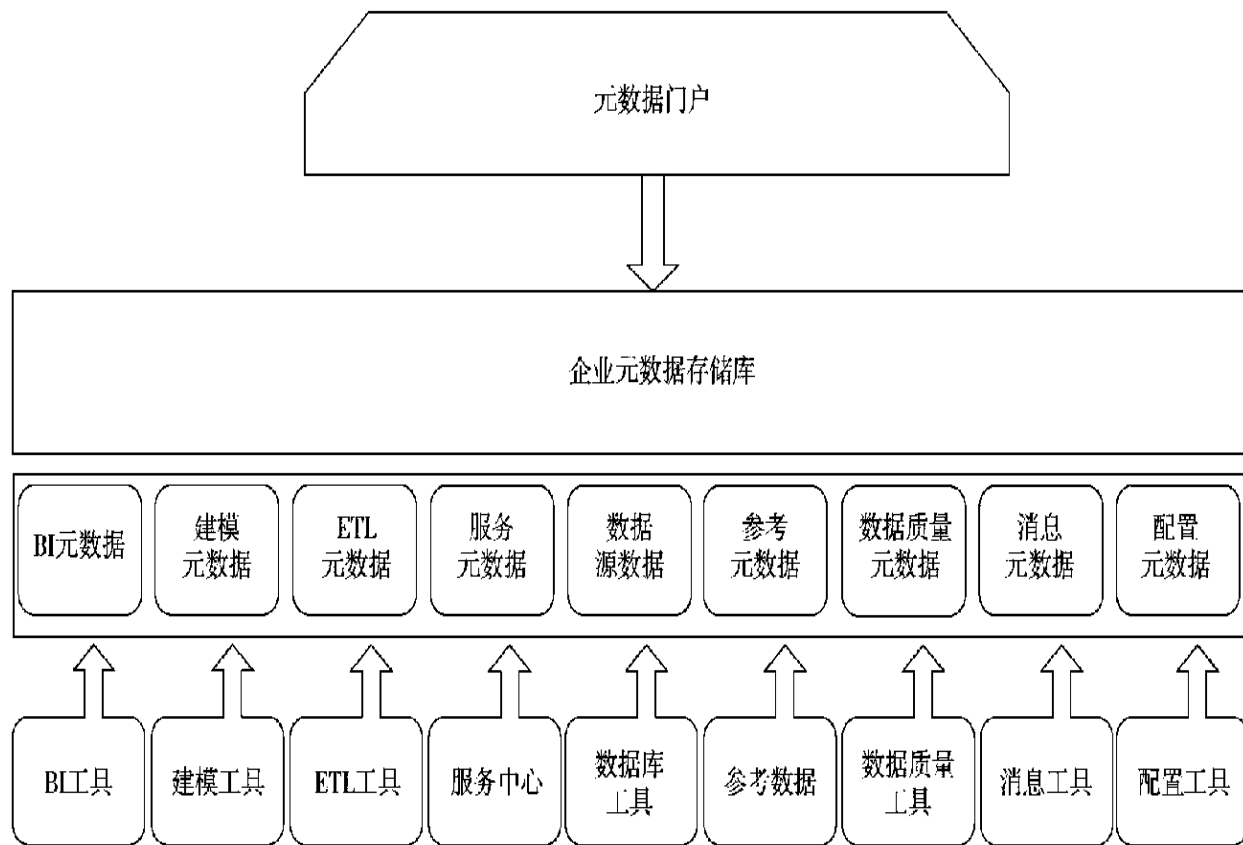 元数据门户
企业元数据存储库
BI元数据
建模
元数据
ETL
元数据
服务
元数据
数据
源数据
参考
元数据
数据质量
元数据
消息
元数据
配置
元数据
BI工具
建模工具
ETL工具
服务中心
数据库
工具
参考数据
数据质量
工具
消息工具
配置工具